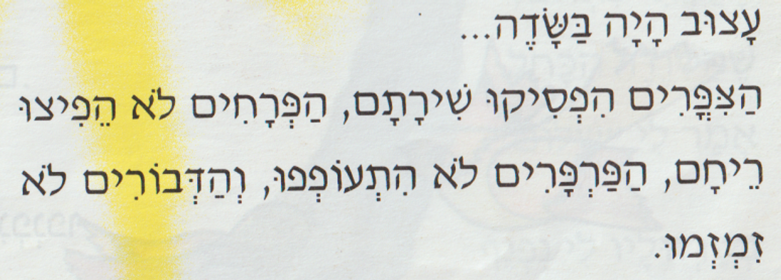 עָצוּב הָיָה בַּשָּׂדֶה...
הַצִּפֳּרִים הִפְסִיקוּ שִׁירָתָם, הַפְּרָחִים לֹא הֵפִיצוּ
רֵיחָם, הַפַּרְפָּרִים לֹא הִתְעוֹפְפוּ, וְהַדְּבוֹרִים לֹא
זִמְזְמוּ.